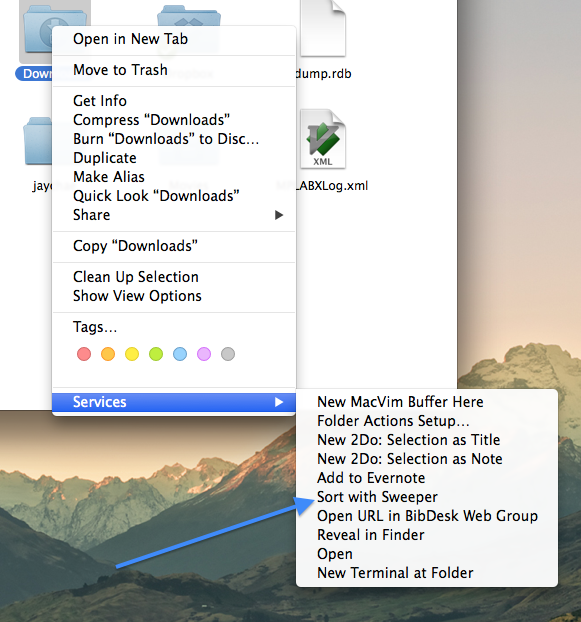 Open in New Tab
Move to Trash
Down
dump.rdb
Get Info
Compress “Downloads”
Burn “Downloads” to Disc…
Duplicate
Make Alias
XML
Quick Look “Downloads”
jay
LABXLog.xml
Share
Copy “Downloads”
Clean Up Selection
Show View Options
Tags…
Services
New MacVim Buffer Here
Folder Actions Setup…
New 2Do: Selection as Title
New 2Do: Selection as Note
Add to Evernote
Sort with Sweeper
Open URL in BibDesk Web Group
Reveal in Finder
Open
New Terminal at Folder